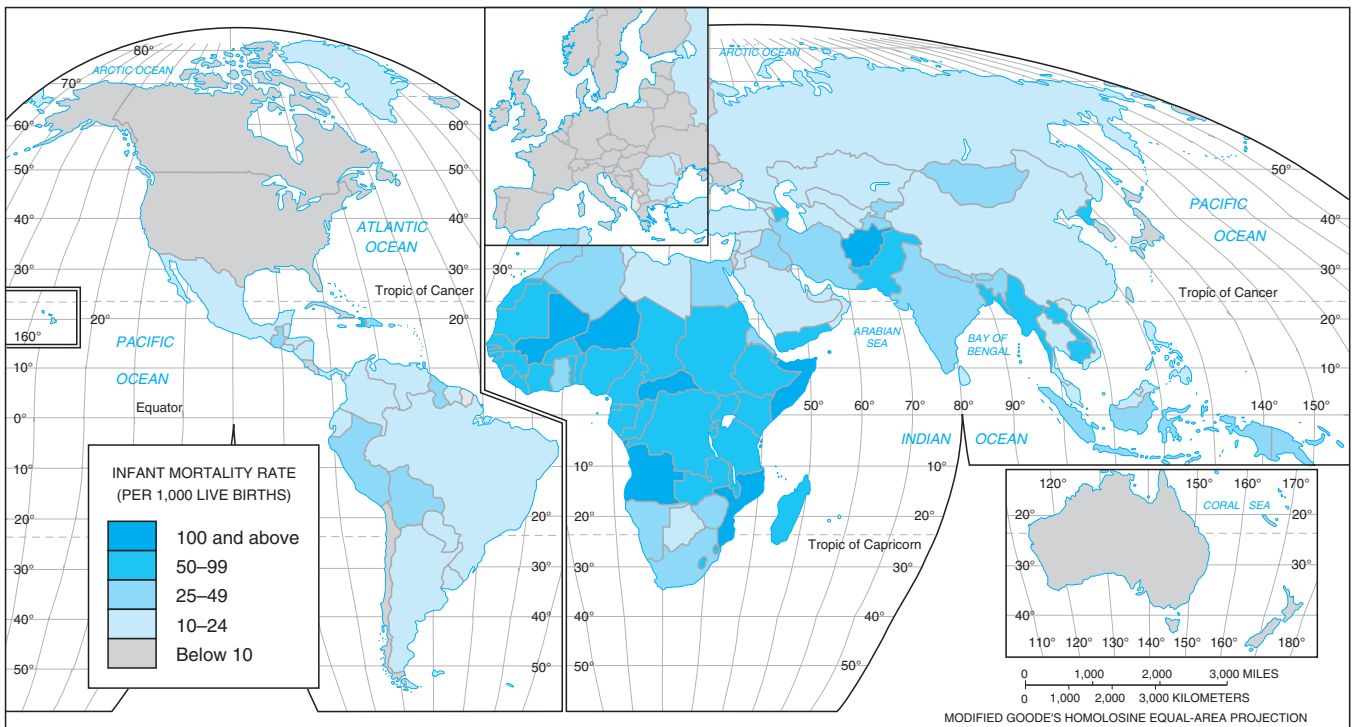 80°
ARCTIC OCEAN
70°
60°
50°
40°
30°
160°
20°
20°
10°
0°
10°
20°
30°
40°
50°
60°
50°
40°
30°
20°
10°
ATLANTIC
OCEAN
Tropic of Cancer
PACIFIC
OCEAN
Equator
10°
20°
30°
40°
50°
INFANT MORTALITY RATE
(PER 1,000 LIVE BIRTHS)
100 and above
50–99
25–49
10–24
Below 10
ARCTIC OCEAN
30°
50°
PACIFIC
40°
OCEAN
30°
Tropic of Cancer
20°
ARABIAN
SEA
BAY OF
BENGAL
10°
50°
60°
70°
80°
90°
140°
150°
INDIAN
OCEAN
10°
10°
20°
20°
Tropic of Capricorn
30°
30°
40°
40°
50°
50°
120°
150°
160°
170°
CORAL SEA
20°
20°
30°
30°
40°
110°
120°
130°
140°
150°
160°
180°
0
1,000
2,000
3,000 MILES
0
1,000
2,000
3,000 KILOMETERS
MODIFIED GOODE'S HOMOLOSINE EQUAL-AREA PROJECTION